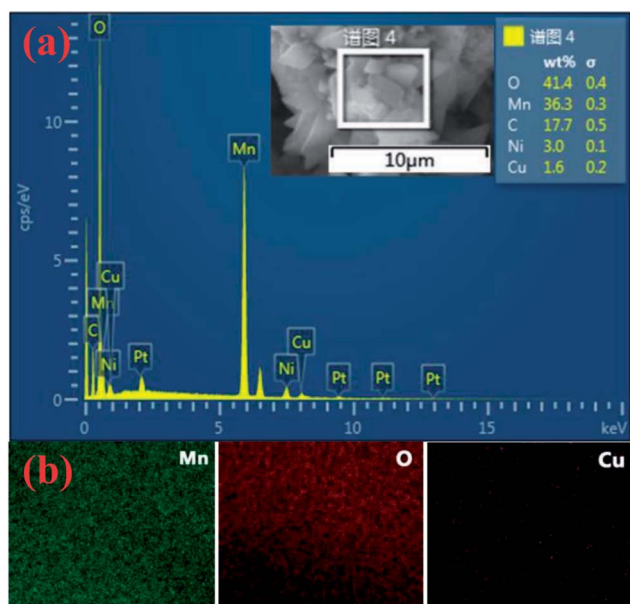 (a)
O
Mn
Cu
Mn
C
Ni
Pt
Ni
Cu
Pt
Pt
Pt
谱图 4
10μm
谱图 4
wt% σ
O 41.4 0.4
Mn 36.3 0.3
C 17.7 0.5
Ni 3.0 0.1
Cu 1.6 0.2
cps/eV
10
5
0
0 5 10 15 keV
(b)
Mn
O
Cu